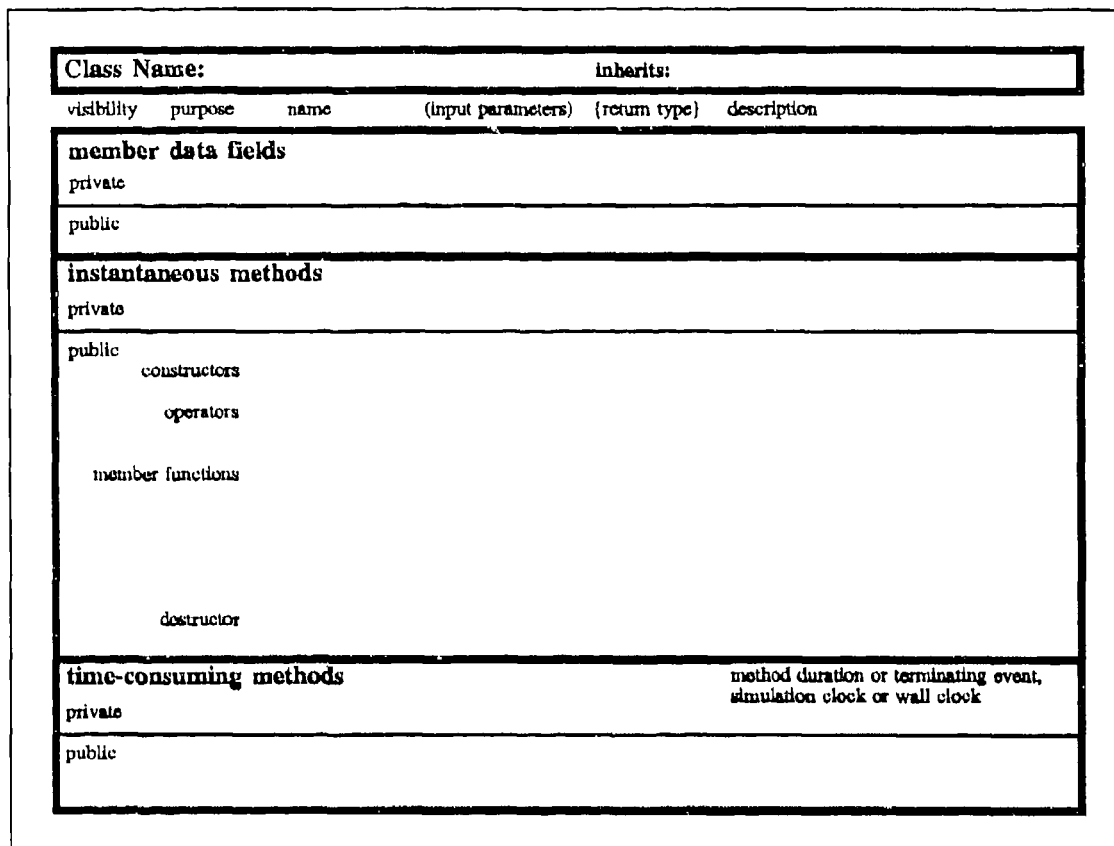 Class Name: inherits:
visibility purpose name (input parameters) {return type} description
member data fields
private
public
instantaneous methods
private
public
constructors
operators
member functions
destructor
time-consuming methods method duration or terminating event,
simulation clock or wall clock
private
public